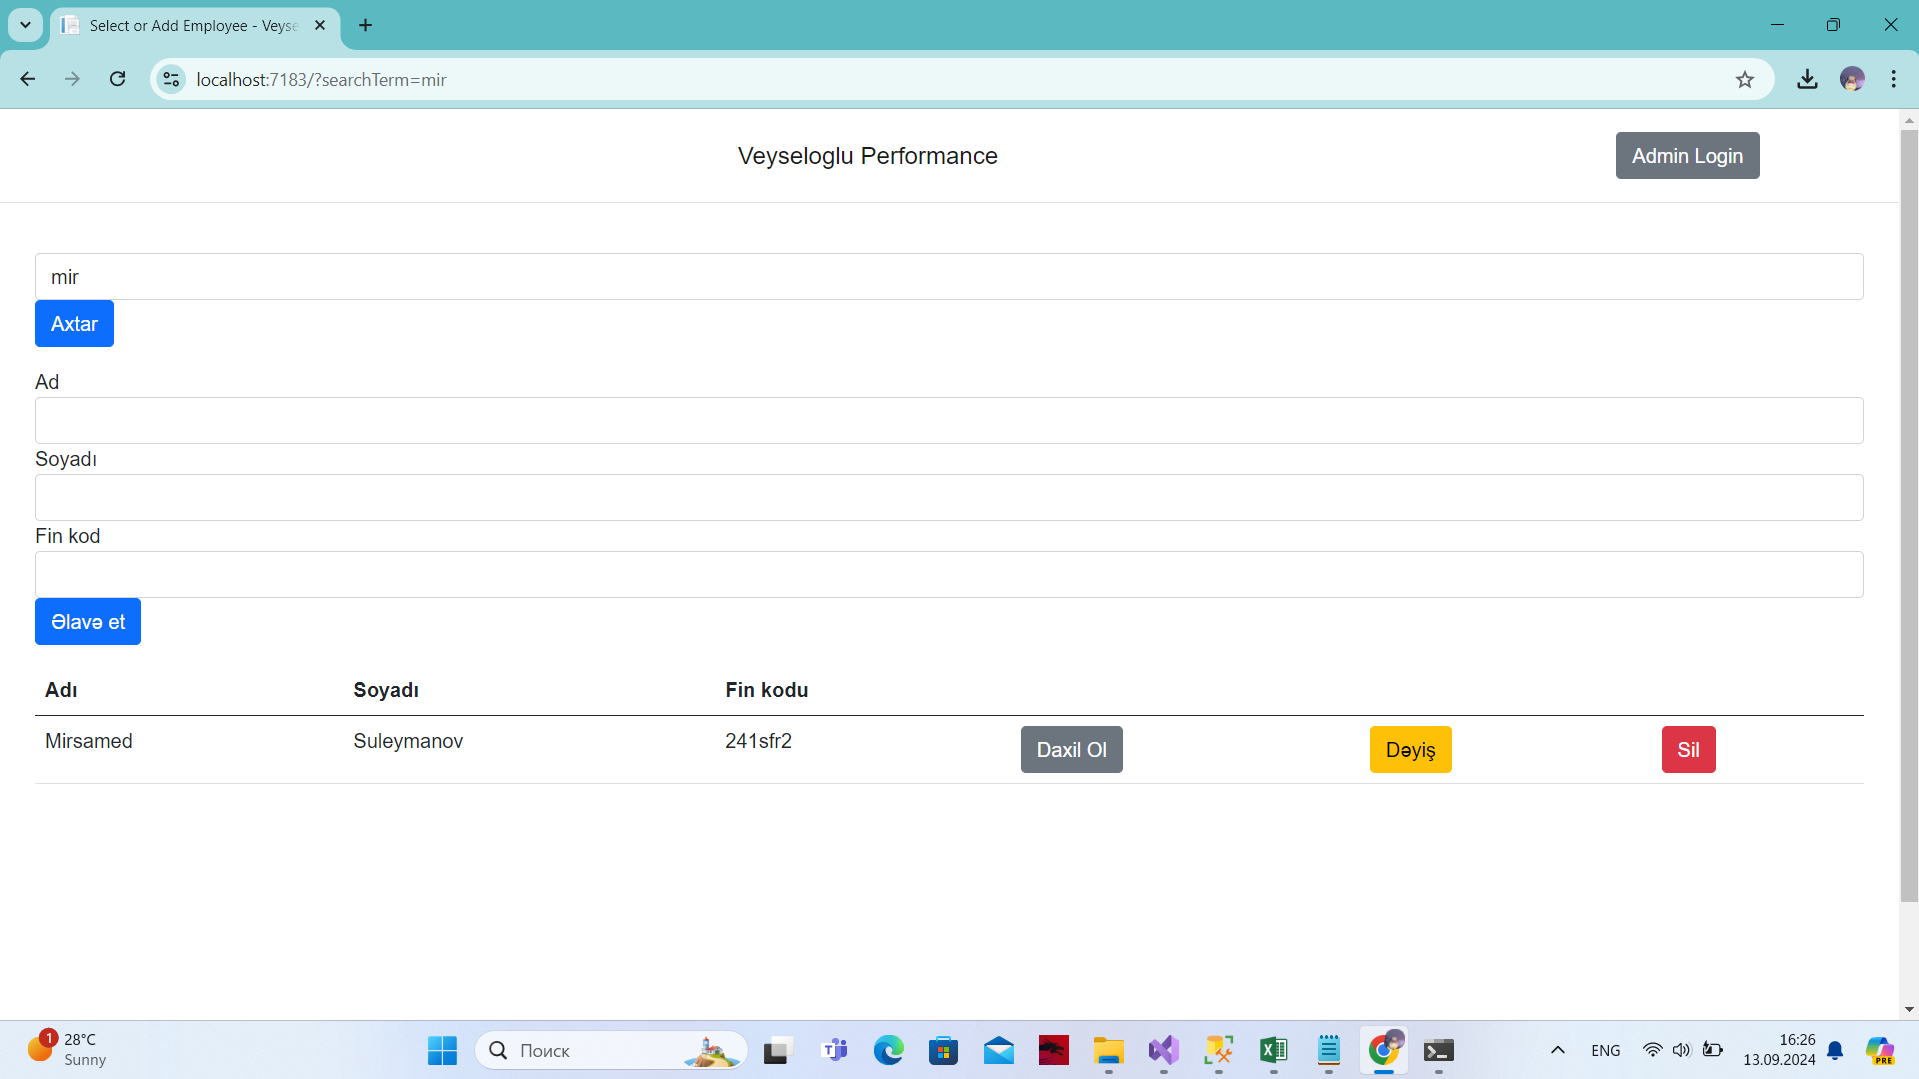 Select or Add Employee - Veyse
localhost:7183/?searchTerm=mir
Veyseloglu Performance
Admin Login
mir
Axtar
Ad
Soyadı
Fin kod
Əlavə et
Adı Soyadı Fin kodu
Mirsamed Suleymanov 241sfr2 Daxil Ol Dəyiş Sil
1
28°C
Sunny
Поиск
ENG
16:26
13.09.2024
PRE